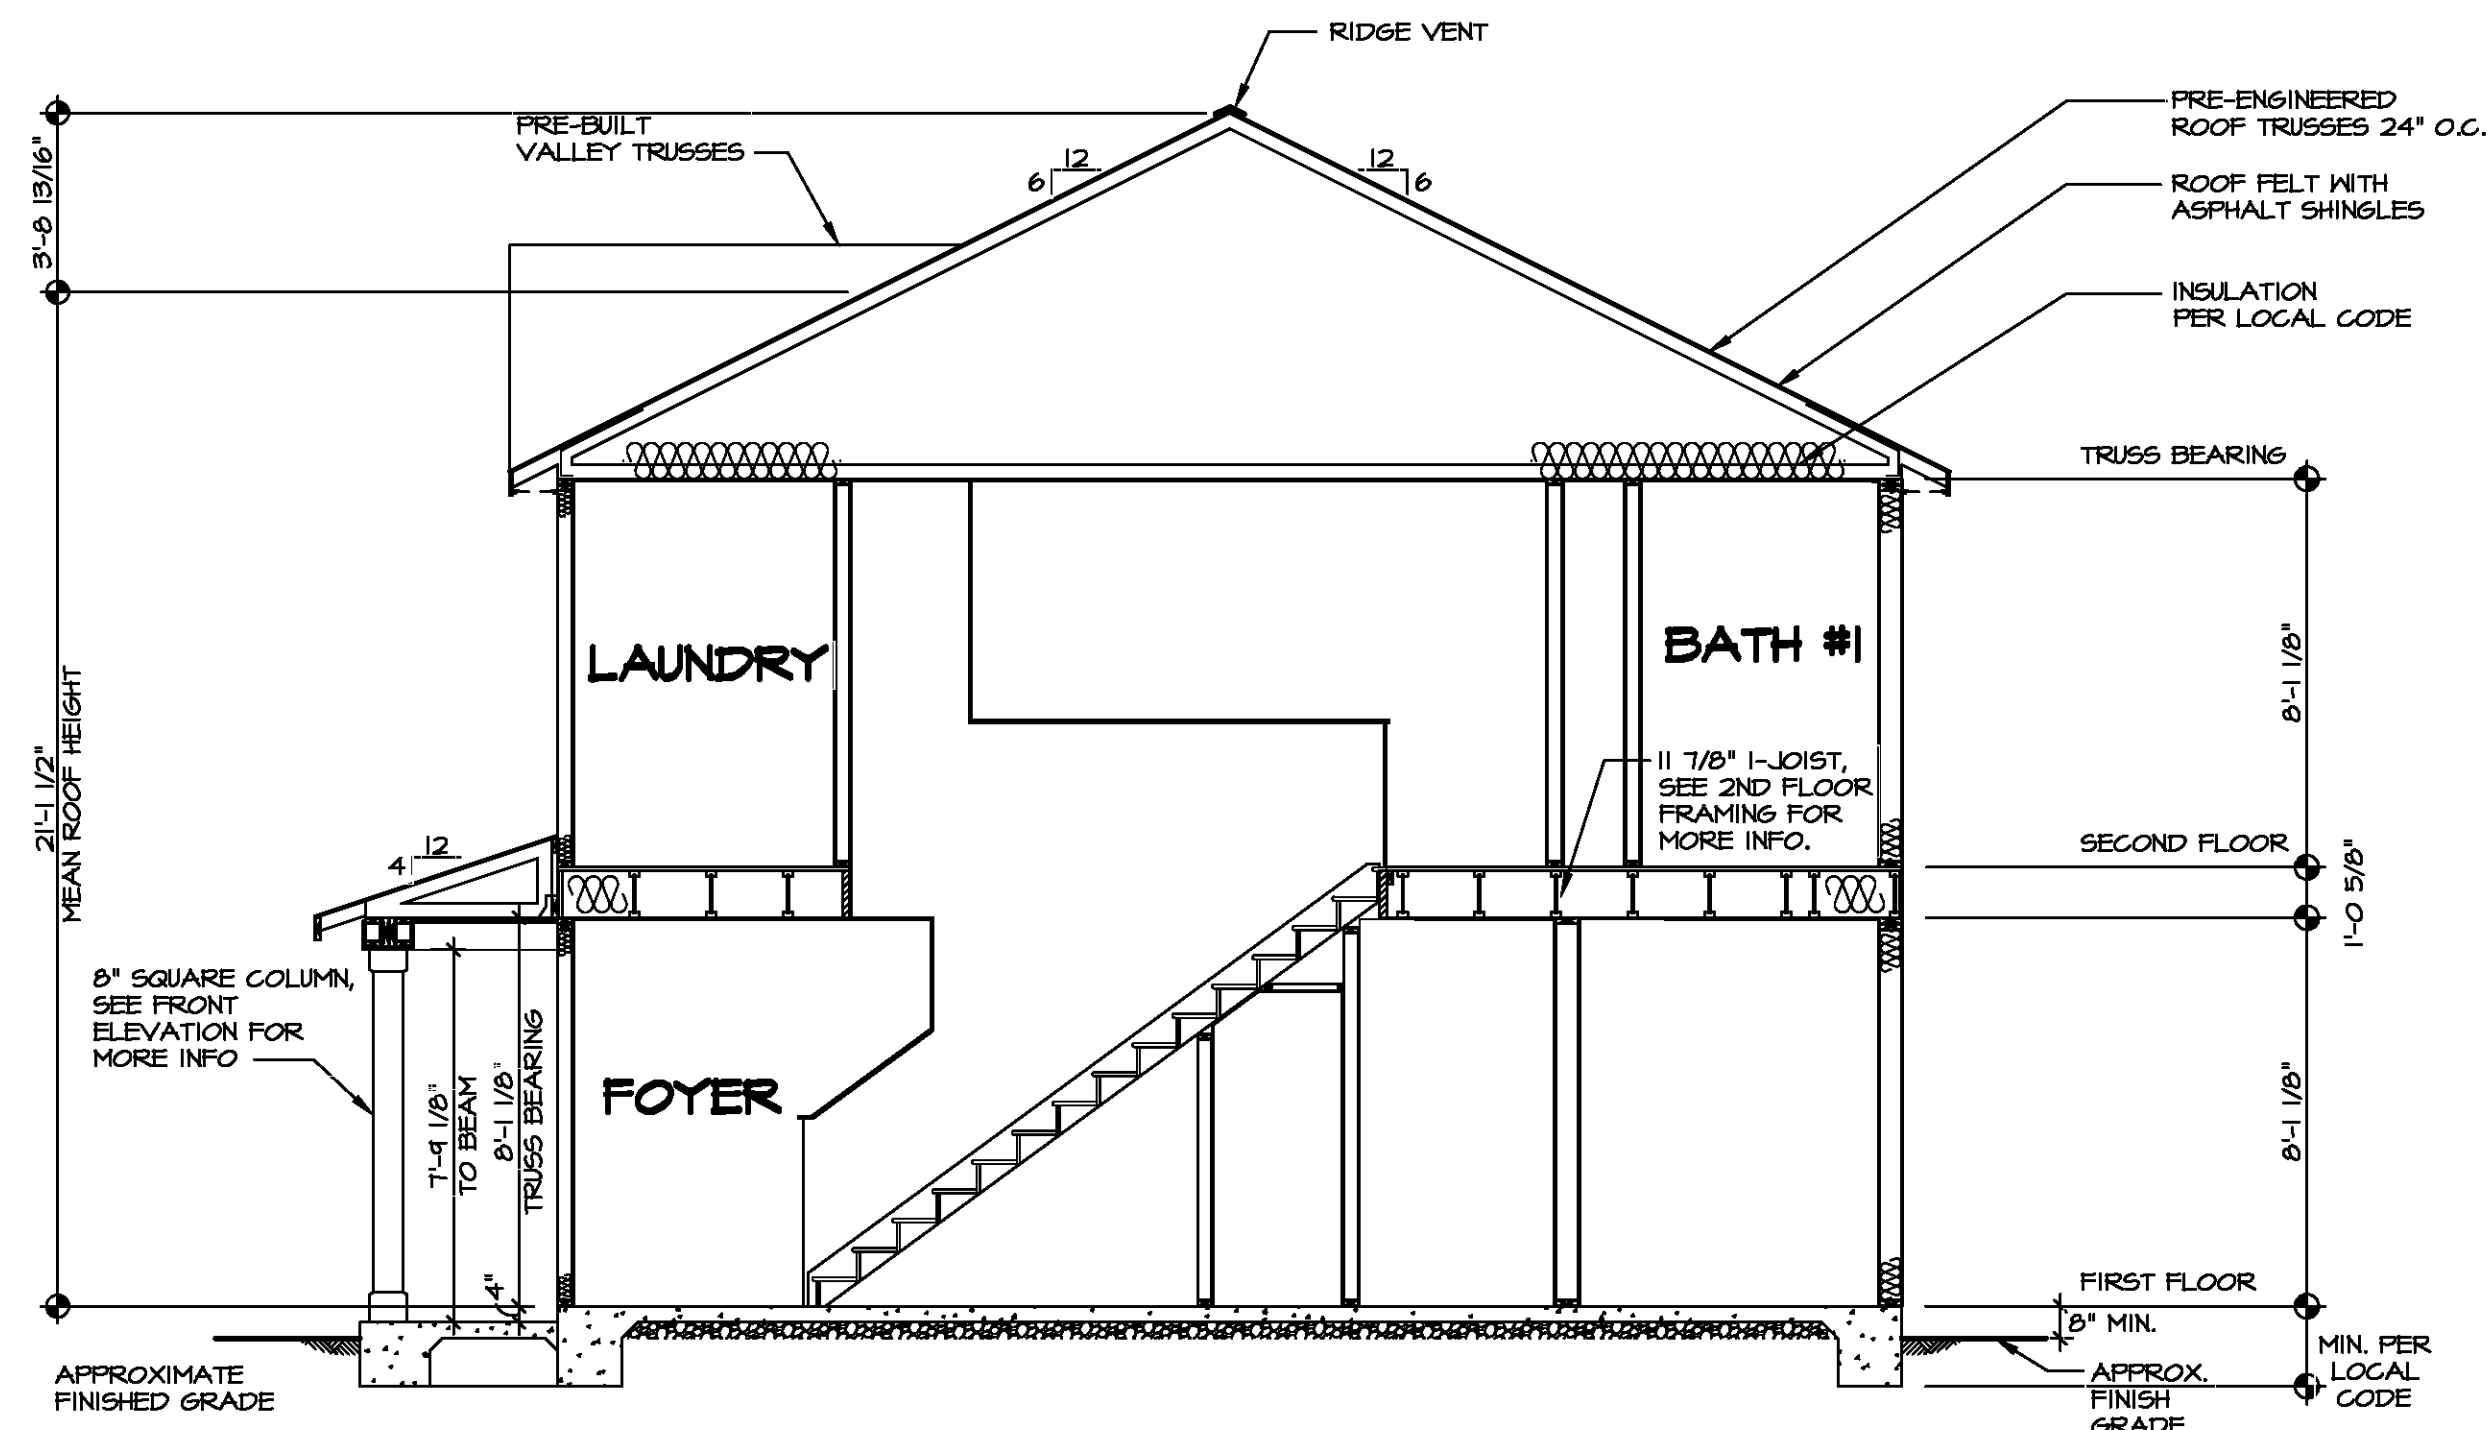 RIDGE VENT
PRE-ENGINEERED
ROOF TRUSSES 24" O.C.
PRE-BUILT
VALLEY TRUSSES
12
6
12
6
ROOF FELT WITH
ASPHALT SHINGLES
INSULATION
PER LOCAL CODE
3'-8 13/16"
TRUSS BEARING
LAUNDRY
BATH #1
8'-1 1/8"
21'-1 1/2"
MEAN ROOF HEIGHT
11 7/8" I-JOIST,
SEE 2ND FLOOR
FRAMING FOR
MORE INFO.
SECOND FLOOR
1'-0 5/8"
12
4
8" SQUARE COLUMN,
SEE FRONT
ELEVATION FOR
MORE INFO
7'-9 1/8"
TO BEAM
8'-1 1/8"
TRUSS BEARING
FOYER
8'-1 1/8"
4"
FIRST FLOOR
8" MIN.
MIN. PER
LOCAL
CODE
APPROXIMATE
FINISHED GRADE
APPROX.
FINISH
GRADE